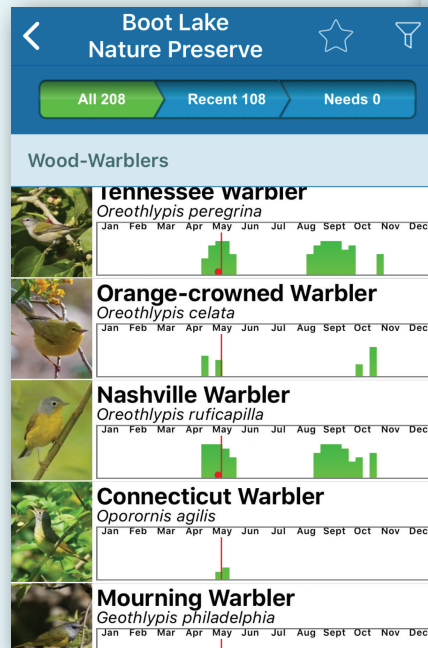 Boot Lake
Nature Preserve
All 208 Recent 108 Needs 0
Wood-Warblers
Tennessee Warbler
Oreothlypis peregrina
Jan Feb Mar Apr May Jun Jul Aug Sept Oct Nov Dec
Orange-crowned Warbler
Oreothlypis celata
Jan Feb Mar Apr May Jun Jul Aug Sept Oct Nov Dec
Nashville Warbler
Oreothlypis ruficapilla
Jan Feb Mar Apr May Jun Jul Aug Sept Oct Nov Dec
Connecticut Warbler
Oporornis agilis
Jan Feb Mar Apr May Jun Jul Aug Sept Oct Nov Dec
Mourning Warbler
Geothlypis philadelphia
Jan Feb Mar Apr May Jun Jul Aug Sept Oct Nov Dec